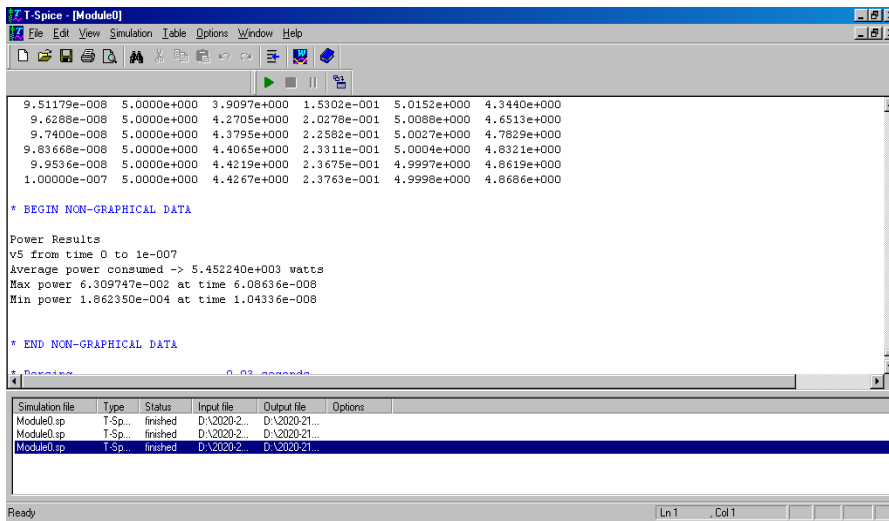 T-Spice - [Module0]
File Edit View Simulation Table Options Window Help
9.51179e-008 5.0000e+000 3.9097e+000 1.5302e-001 5.0152e+000 4.3440e+000
9.6288e-008 5.0000e+000 4.2705e+000 2.0278e-001 5.0088e+000 4.6513e+000
9.7400e-008 5.0000e+000 4.3795e+000 2.2582e-001 5.0027e+000 4.7829e+000
9.83668e-008 5.0000e+000 4.4065e+000 2.3311e-001 5.0004e+000 4.8321e+000
9.9536e-008 5.0000e+000 4.4219e+000 2.3675e-001 4.9997e+000 4.8619e+000
1.00000e-007 5.0000e+000 4.4267e+000 2.3763e-001 4.9998e+000 4.8686e+000
* BEGIN NON-GRAPHICAL DATA
Power Results
v5 from time 0 to 1e-007
Average power consumed -> 5.452240e+003 watts
Max power 6.309747e-002 at time 6.08636e-008
Min power 1.862350e-004 at time 1.04336e-008
* END NON-GRAPHICAL DATA
* Parsing 0.03 seconds
Simulation file Type Status Input file Output file Options
Module0.sp T-Sp... finished D:\2020-2... D:\2020-21...
Module0.sp T-Sp... finished D:\2020-2... D:\2020-21...
Module0.sp T-Sp... finished D:\2020-2... D:\2020-21...
Ready Ln 1 , Col 1